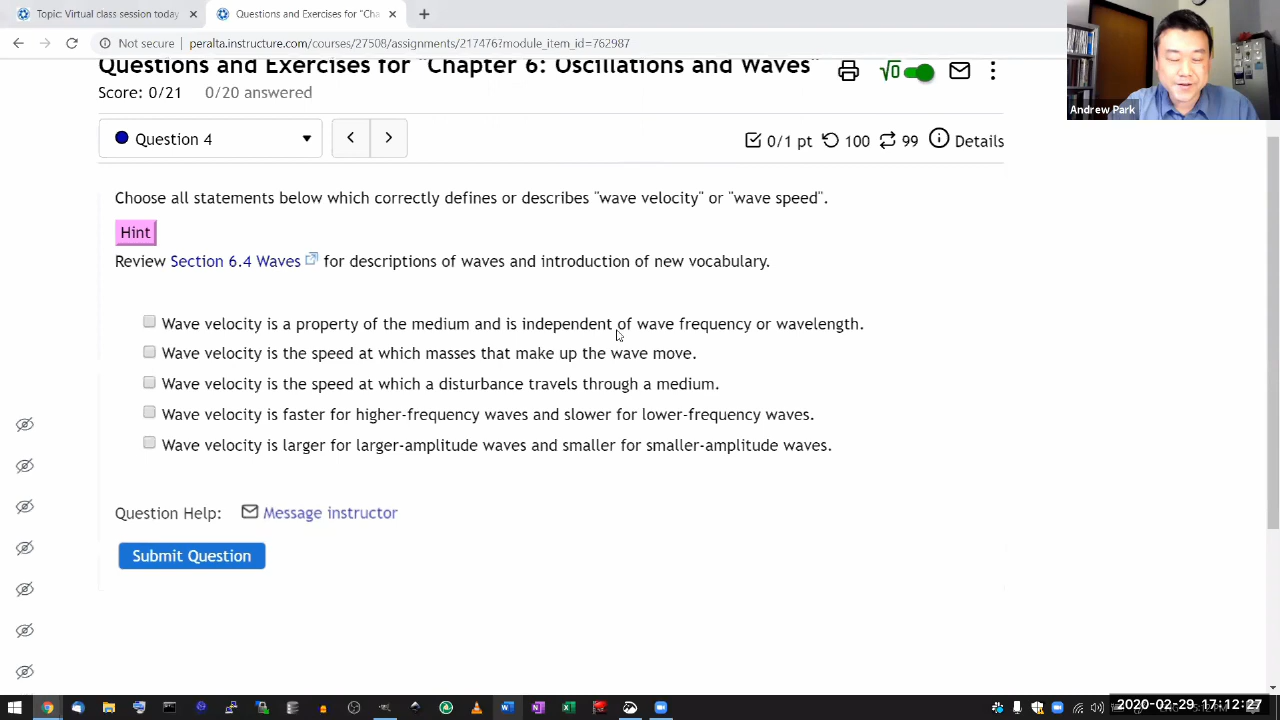 Topic: Virtual class session today
Questions and Exercises for "Cha
Not secure | peralta.instructure.com/courses/27508/assignments/217476?module_item_id=762987
Andrew Park
Questions and Exercises for "Chapter 6: Oscillations and Waves"
√0
Score: 0/21 0/20 answered
Question 4
0/1 pt 100 99 Details
Choose all statements below which correctly defines or describes "wave velocity" or "wave speed".
Hint
Review Section 6.4 Waves for descriptions of waves and introduction of new vocabulary.
Wave velocity is a property of the medium and is independent of wave frequency or wavelength.
Wave velocity is the speed at which masses that make up the wave move.
Wave velocity is the speed at which a disturbance travels through a medium.
Wave velocity is faster for higher-frequency waves and slower for lower-frequency waves.
Wave velocity is larger for larger-amplitude waves and smaller for smaller-amplitude waves.
Question Help: Message instructor
Submit Question
2020-02-29 17:12:27